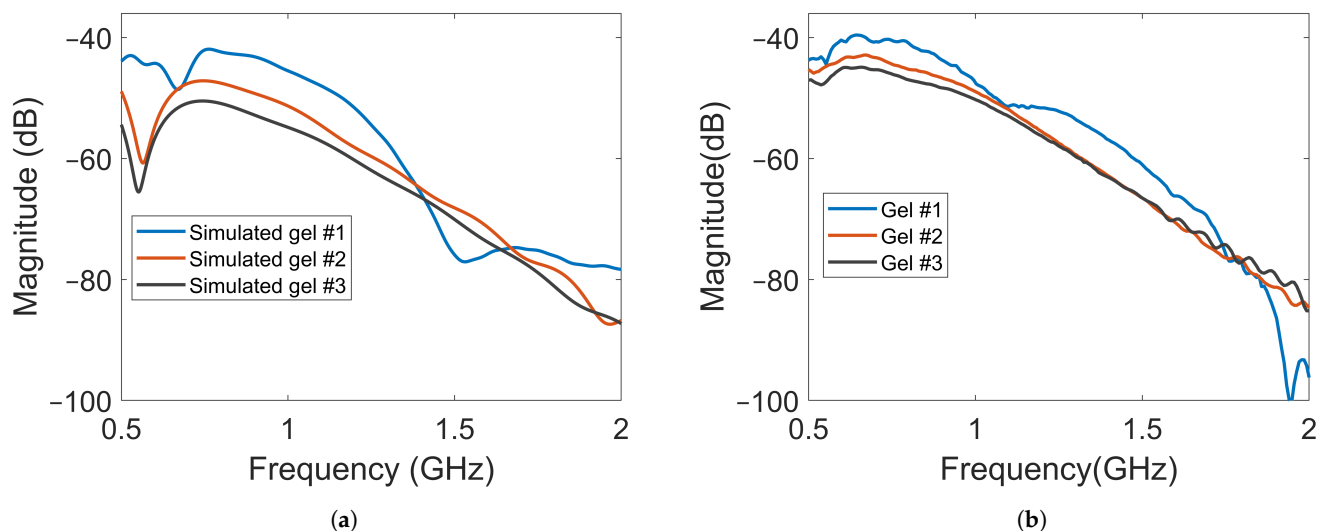 −40
−60
−80
−100
Magnitude (dB)
Simulated gel #1
Simulated gel #2
Simulated gel #3
0.5
1
1.5
2
Frequency (GHz)
(a)
−40
−60
−80
−100
Magnitude(dB)
Gel #1
Gel #2
Gel #3
0.5
1
1.5
2
Frequency(GHz)
(b)